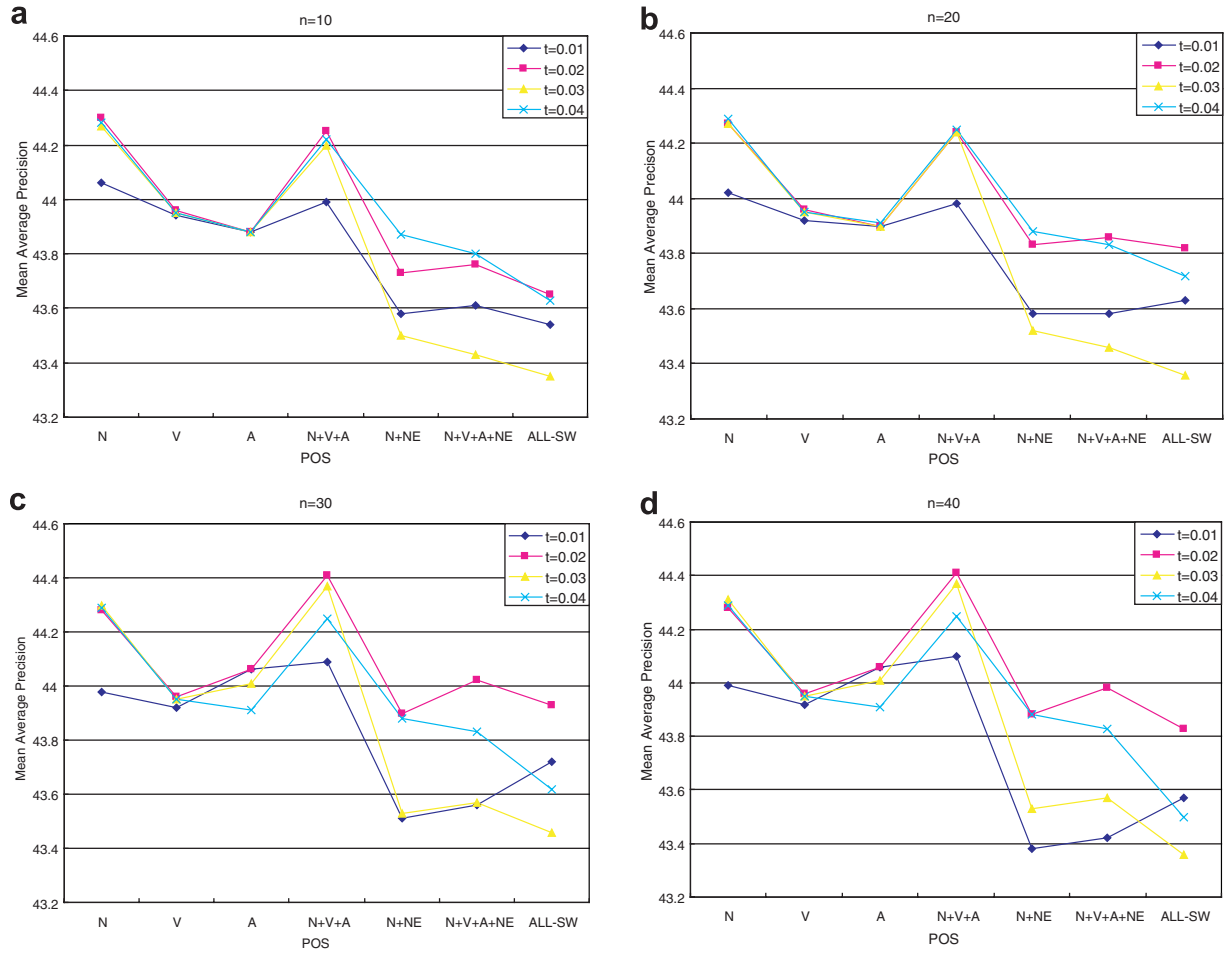 a
n=10
44.6
44.4
44.2
44
43.8
43.6
43.4
43.2
Mean Average Precision
t=0.01
t=0.02
t=0.03
t=0.04
N V A N+V+A N+NE N+V+A+NE ALL-SW
POS
b
n=20
44.6
44.4
44.2
44
43.8
43.6
43.4
43.2
Mean Average Precision
t=0.01
t=0.02
t=0.03
t=0.04
N V A N+V+A N+NE N+V+A+NE ALL-SW
POS
c
n=30
44.6
44.4
44.2
44
43.8
43.6
43.4
43.2
Mean Average Precision
t=0.01
t=0.02
t=0.03
t=0.04
N V A N+V+A N+NE N+V+A+NE ALL-SW
POS
d
n=40
44.6
44.4
44.2
44
43.8
43.6
43.4
43.2
Mean Average Precision
t=0.01
t=0.02
t=0.03
t=0.04
N V A N+V+A N+NE N+V+A+NE ALL-SW
POS